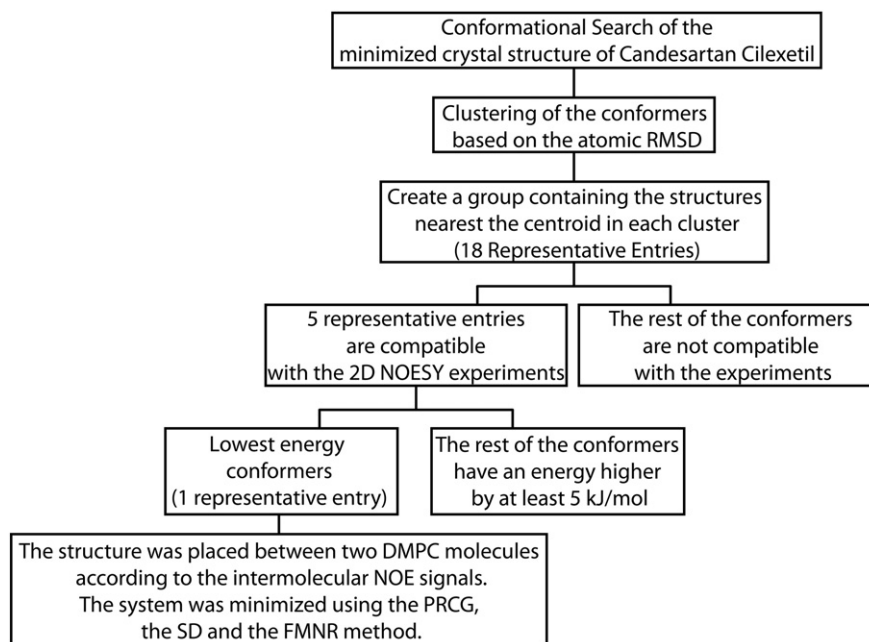 Conformational Search of the
minimized crystal structure of Candesartan Cilexetil
Clustering of the conformers
based on the atomic RMSD
Create a group containing the structures
nearest the centroid in each cluster
(18 Representative Entries)
5 representative entries
are compatible
with the 2D NOESY experiments
The rest of the conformers
are not compatible
with the experiments
Lowest energy
conformers
(1 representative entry)
The rest of the conformers
have an energy higher
by at least 5 kJ/mol
The structure was placed between two DMPC molecules
according to the intermolecular NOE signals.
The system was minimized using the PRCG,
the SD and the FMNR method.